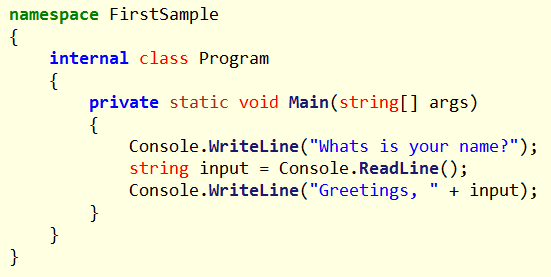 namespace FirstSample
{
    internal class Program
    {
        private static void Main(string[] args)
        {
            Console.WriteLine("Whats is your name?");
            string input = Console.ReadLine();
            Console.WriteLine("Greetings, " + input);
        }
    }
}